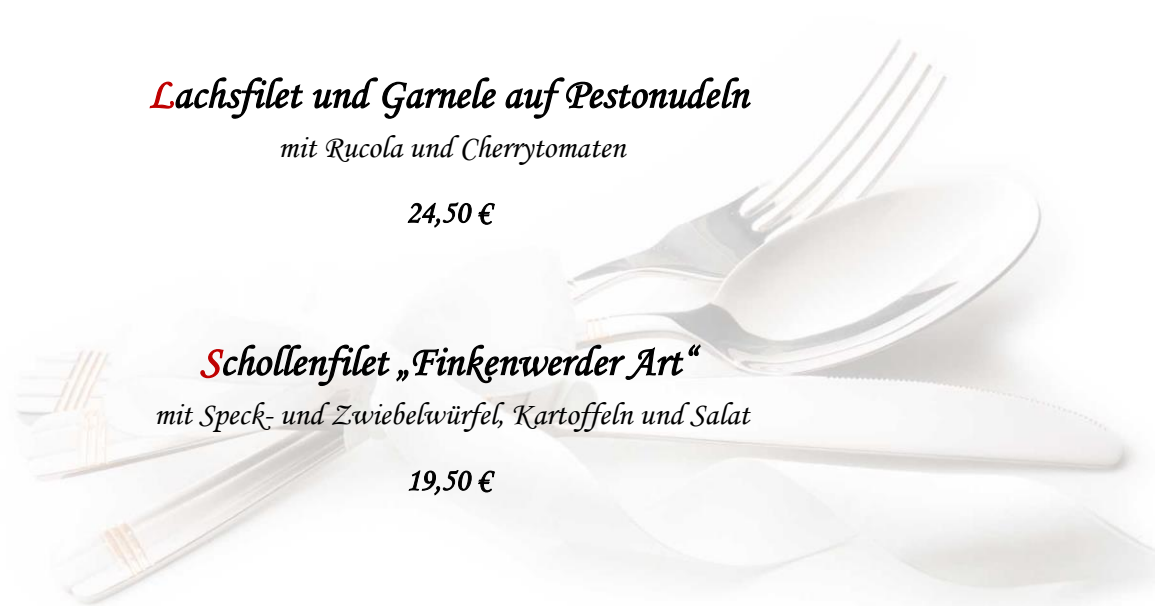 Lachsfilet und Garnele auf Pestonudeln
mit Rucola und Cherrytomaten
24,50 €
Schollenfilet „Finkenwerder Art“
mit Speck- und Zwiebelwürfel, Kartoffeln und Salat
19,50 €